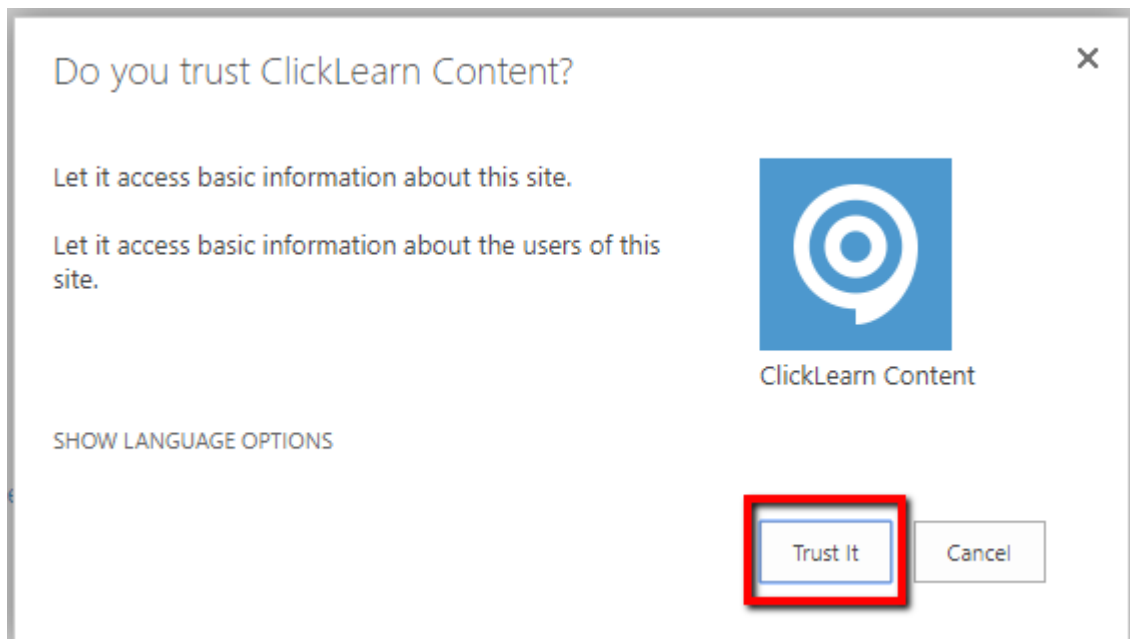 Do you trust ClickLearn Content?
Let it access basic information about this site.
Let it access basic information about the users of this
site.
ClickLearn Content
SHOW LANGUAGE OPTIONS
Trust It
Cancel